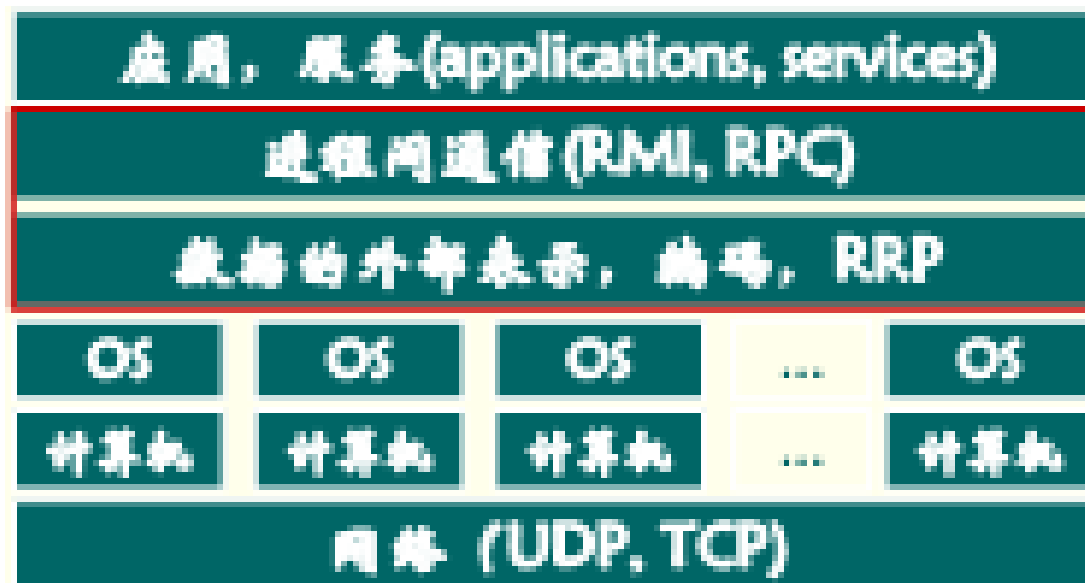 应用，服务(applications, services)
进程间通信(RMI, RPC)
数据的外部表示，编码，RRP
OS OS OS ... OS
计算机 计算机 计算机 ... 计算机
网络（UDP, TCP)